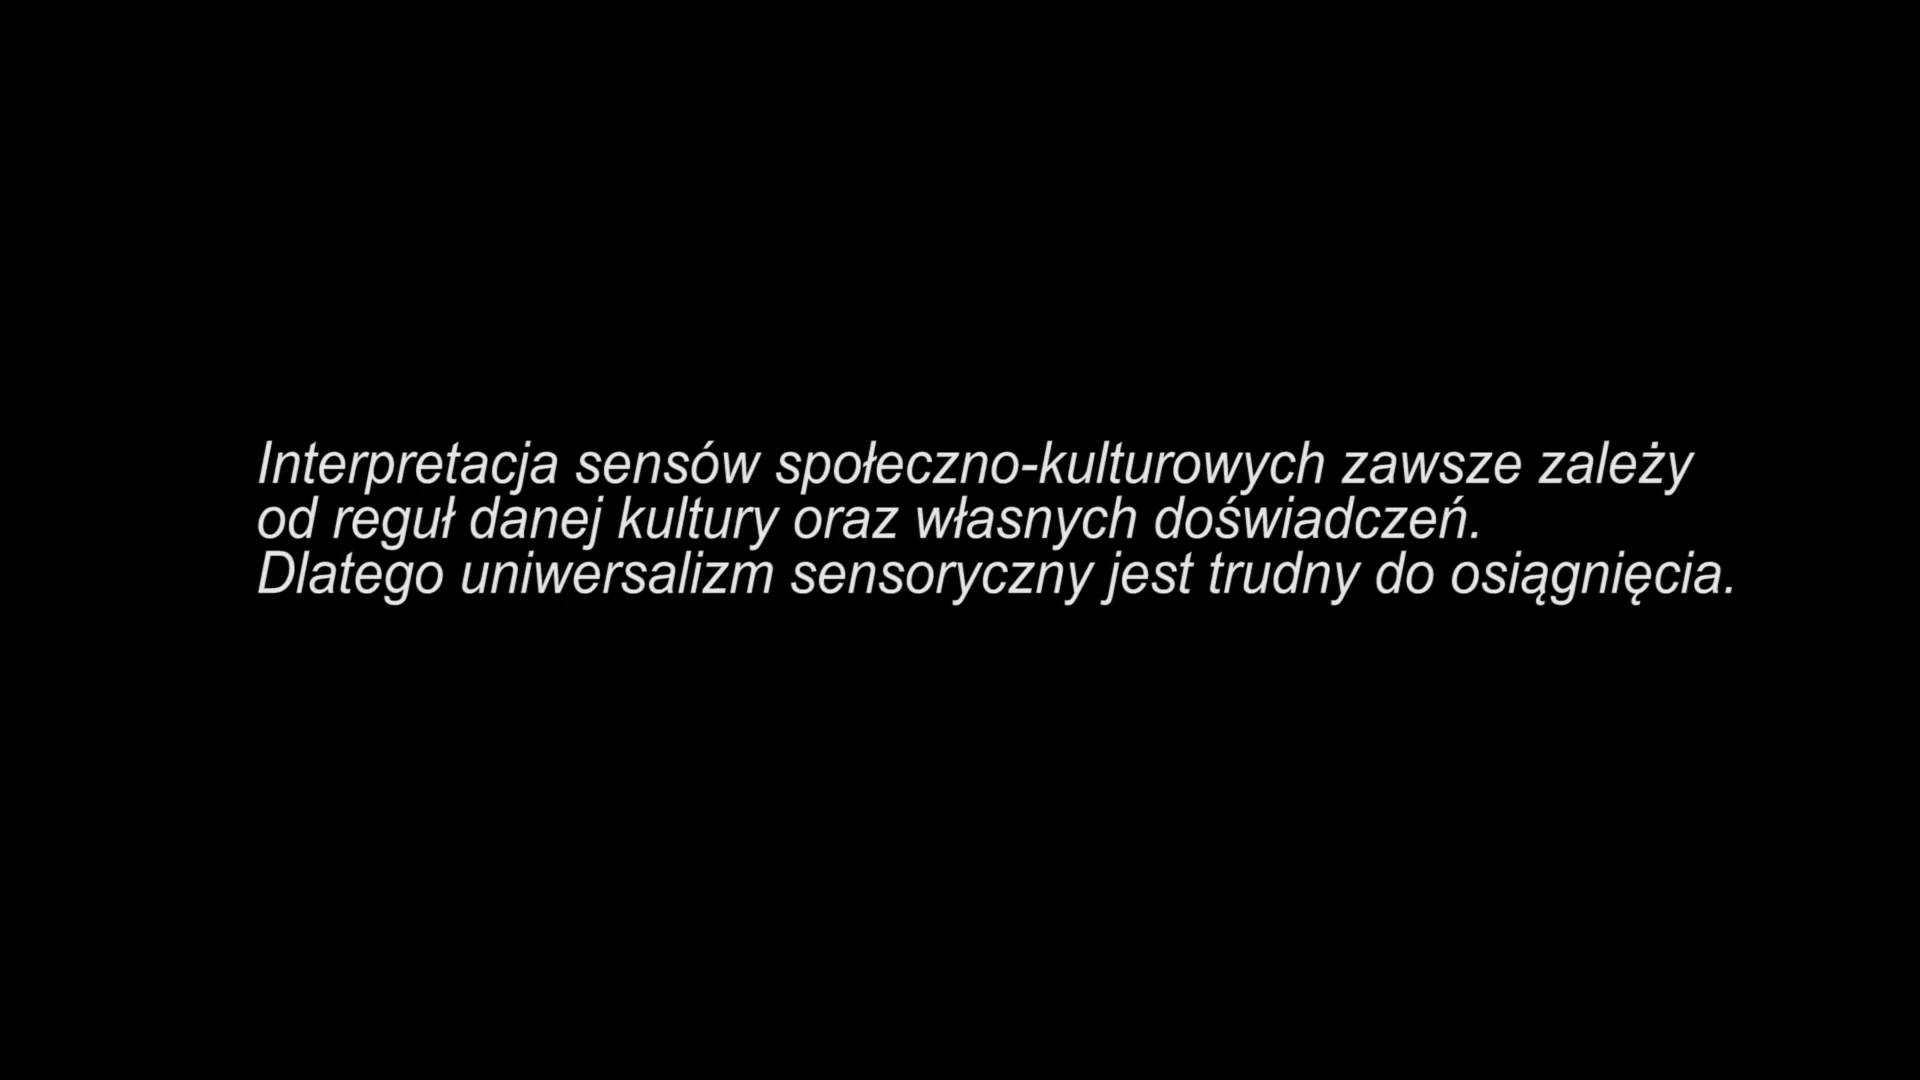 Interpretacja sensów społeczno-kulturowych zawsze zależy
od reguł danej kultury oraz własnych doświadczeń.
Dlatego uniwersalizm sensoryczny jest trudny do osiągnięcia.